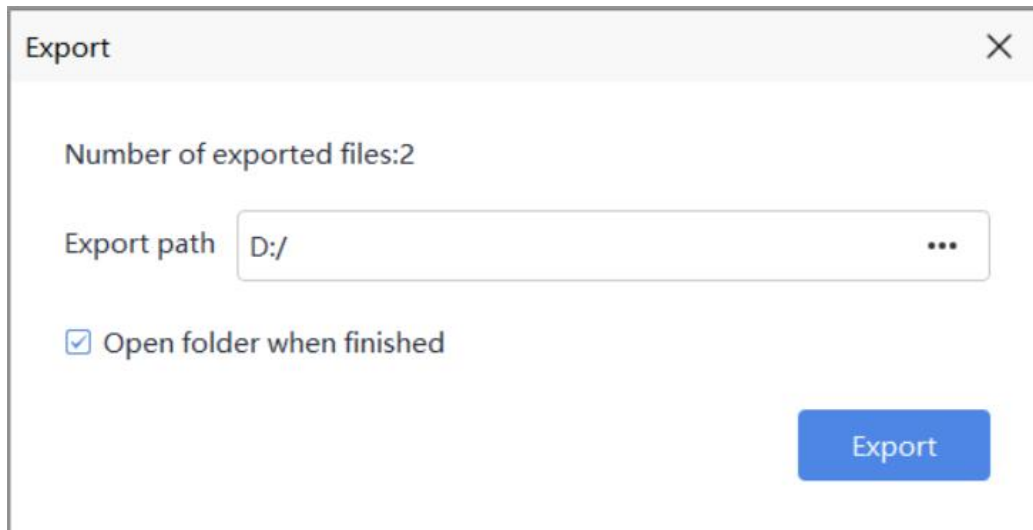 Export
Number of exported files:2
Export path D:/ •••
Open folder when finished
Export